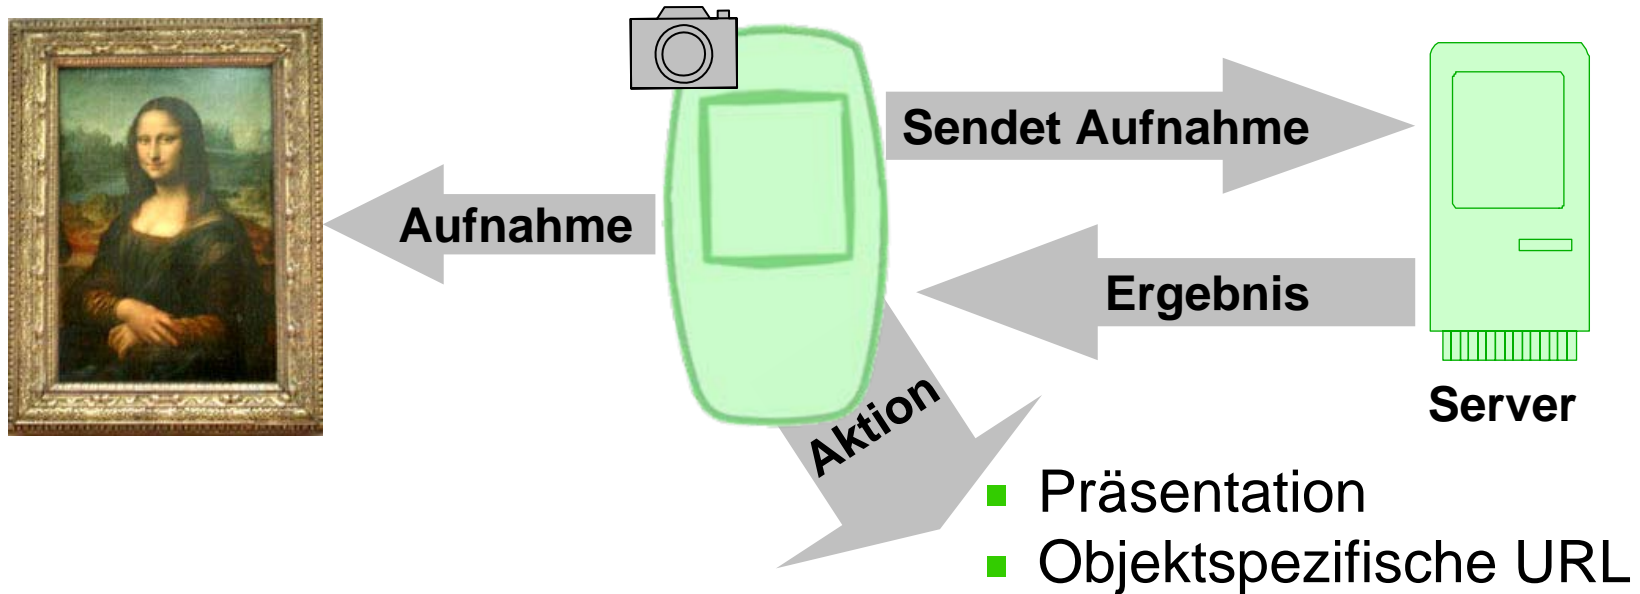 Sendet Aufnahme
Aufnahme
Ergebnis
Server
Aktion
Präsentation
Objektspezifische URL